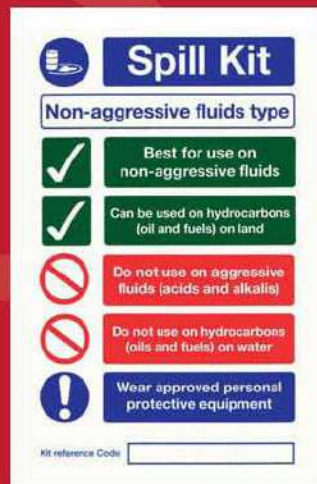 Spill Kit
Non-aggressive fluids type
Best for use on
non-aggressive fluids
Can be used on hydrocarbons
(oil and fuels) on land
Do not use on aggressive
fluids (acids and alkalis)
Do not use on hydrocarbons
(oils and fuels) on water
Wear approved personal
protective equipment
Kit reference Code